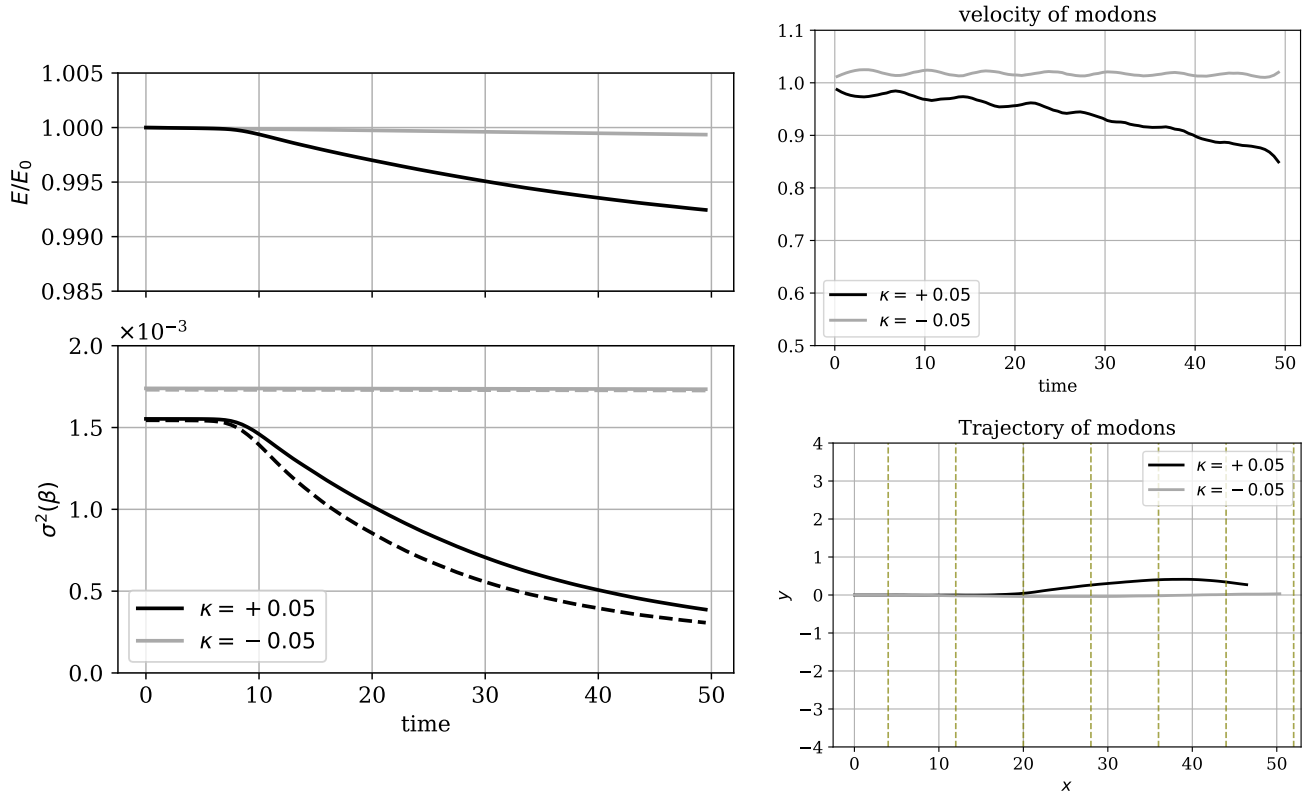 1.005
1.000
0.995
0.990
0.985
E/E₀
×10⁻³
2.0
1.5
1.0
0.5
0.0
σ²(β)
κ = + 0.05
κ = − 0.05
0 10 20 30 40 50
time
velocity of modons
1.1
1.0
0.9
0.8
0.7
0.6
0.5
κ = + 0.05
κ = − 0.05
0 10 20 30 40 50
time
Trajectory of modons
4
3
2
1
0
−1
−2
−3
−4
y
κ = + 0.05
κ = − 0.05
0 10 20 30 40 50
x